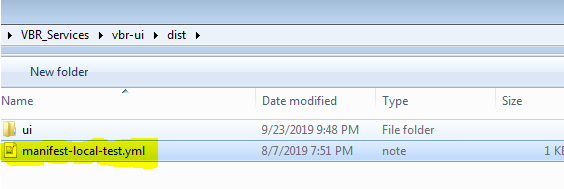 VBR_Services vbr-ui dist
New folder
Name Date modified Type Size
ui 9/23/2019 9:48 PM File folder
manifest-local-test.yml 8/7/2019 7:51 PM note 1 K